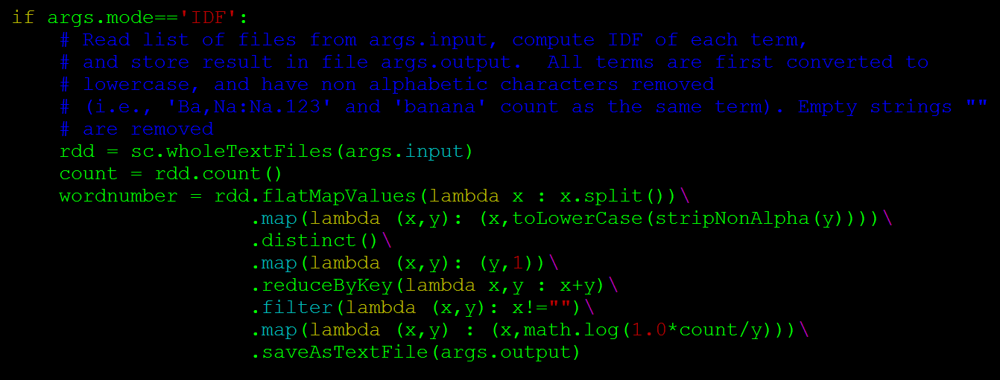 if args.mode=='IDF':
    # Read list of files from args.input, compute IDF of each term,
    # and store result in file args.output.  All terms are first converted to
    # lowercase, and have non alphabetic characters removed
    # (i.e., 'Ba,Na:Na.123' and 'banana' count as the same term). Empty strings ""
    # are removed
    rdd = sc.wholeTextFiles(args.input)
    count = rdd.count()
    wordnumber = rdd.flatMapValues(lambda x : x.split())\
                    .map(lambda (x,y): (x,toLowerCase(stripNonAlpha(y))))\
                    .distinct()\
                    .map(lambda (x,y): (y,1))\
                    .reduceByKey(lambda x,y : x+y)\
                    .filter(lambda (x,y): x!="")\
                    .map(lambda (x,y) : (x,math.log(1.0*count/y)))\
                    .saveAsTextFile(args.output)